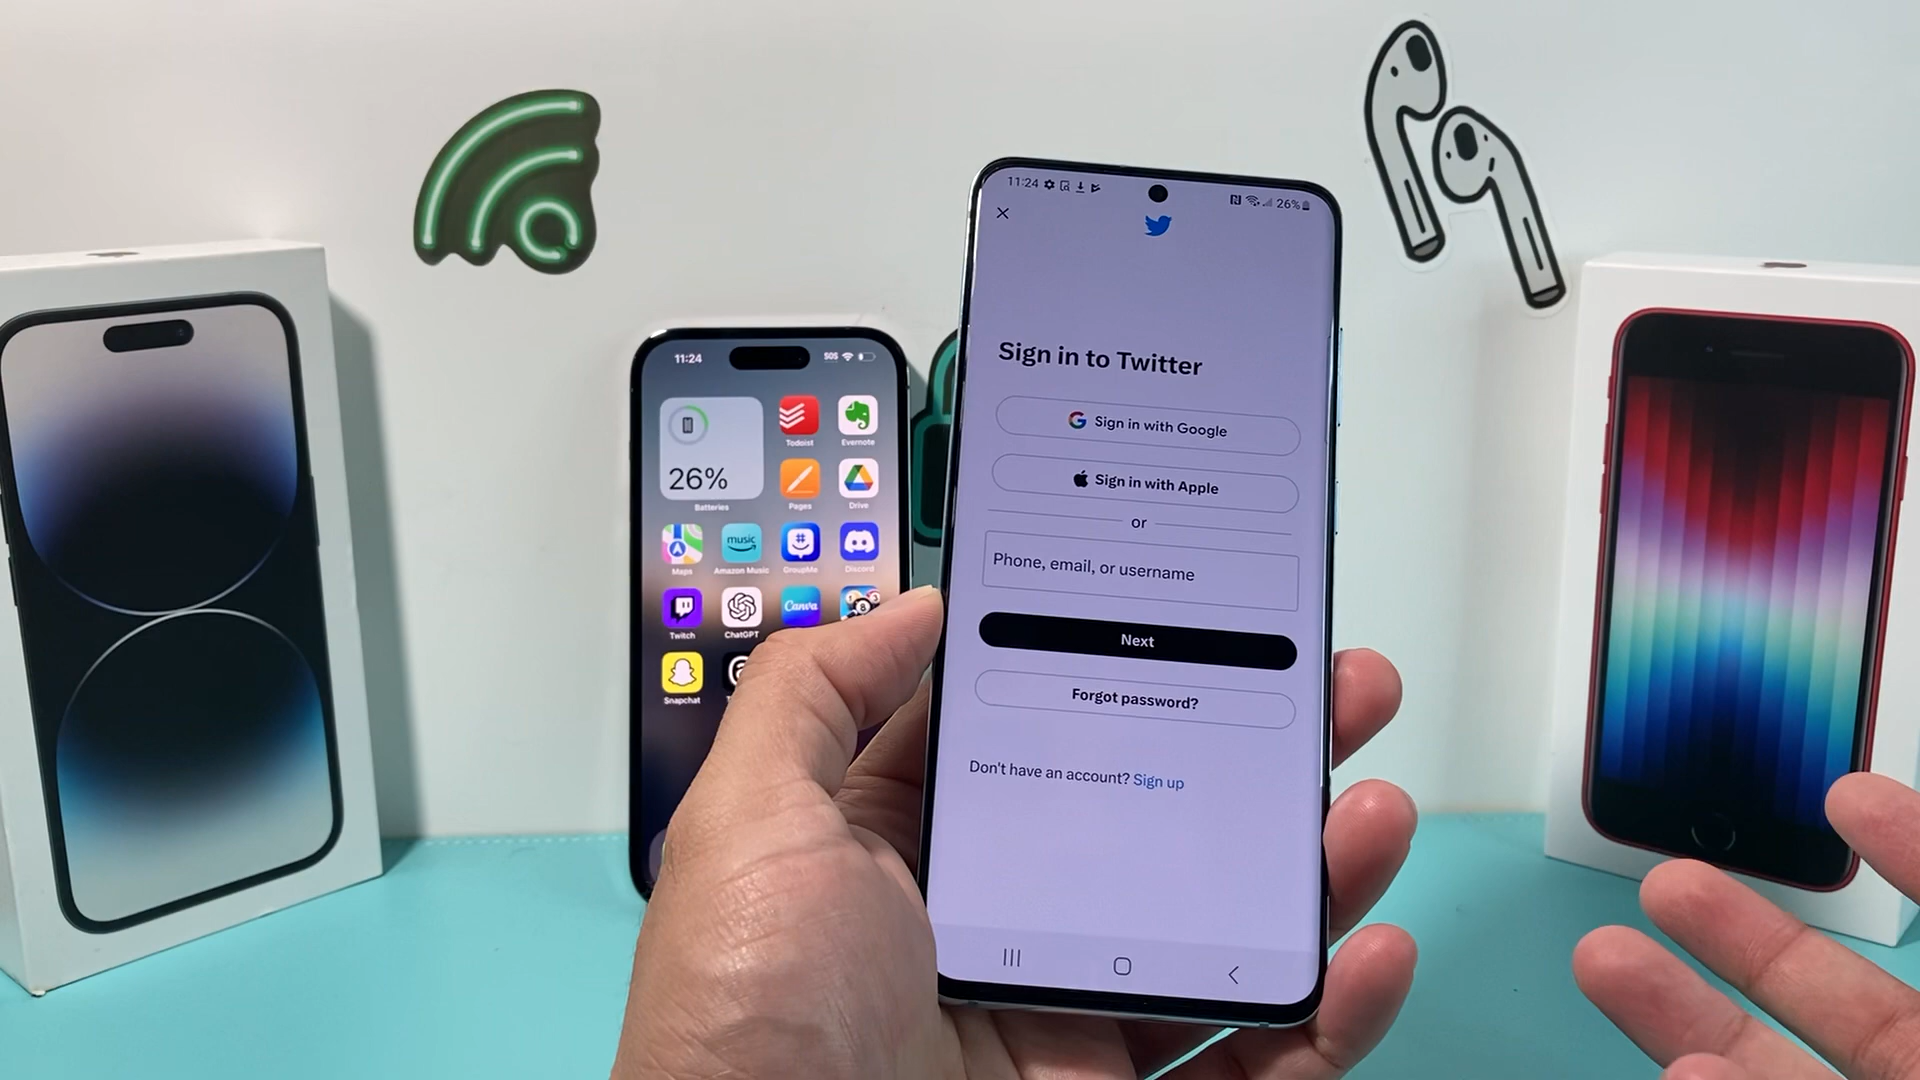 11:24
SOS
26%
Batteries
Todoist
Evernote
Pages
Drive
Maps
music
Amazon Music
GroupMe
Discord
Twitch
ChatGPT
Canva
Snapchat
11:24
26%
Sign in to Twitter
Sign in with Google
Sign in with Apple
or
Phone, email, or username
Next
Forgot password?
Don't have an account? Sign up